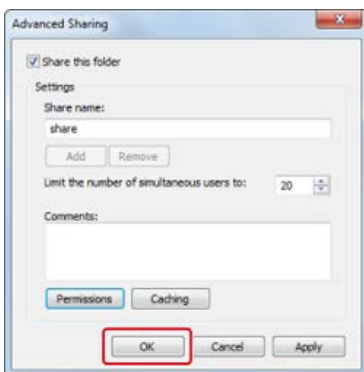 Advanced Sharing
Share this folder
Settings
Share name:
share
Add Remove
Limit the number of simultaneous users to: 20
Comments:
Permissions Caching
OK Cancel Apply